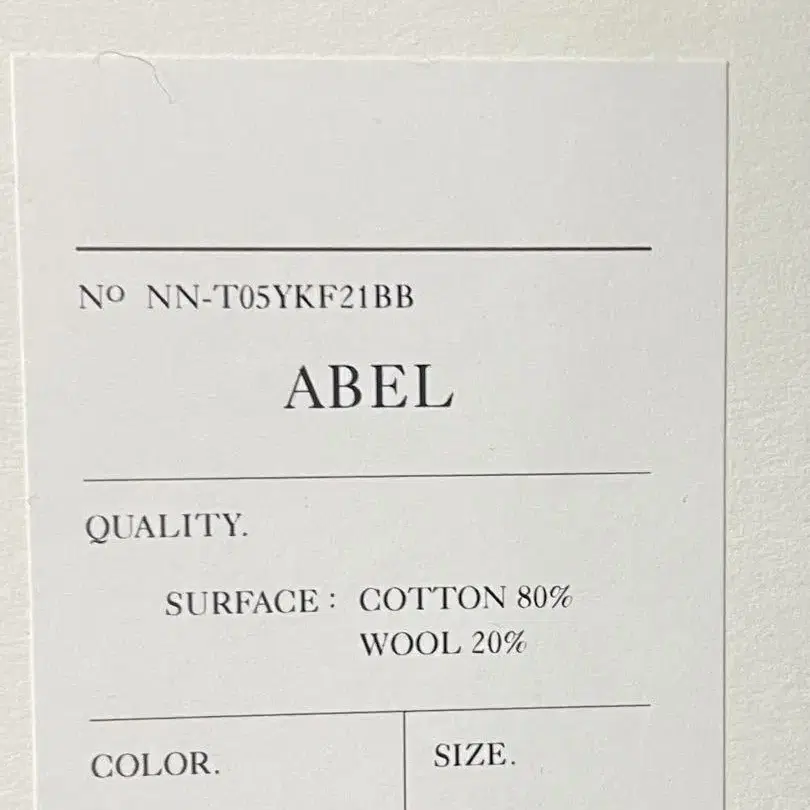 Nº NN-T05YKF21BB
ABEL
QUALITY.
SURFACE : COTTON 80%
WOOL 20%
COLOR.
SIZE.